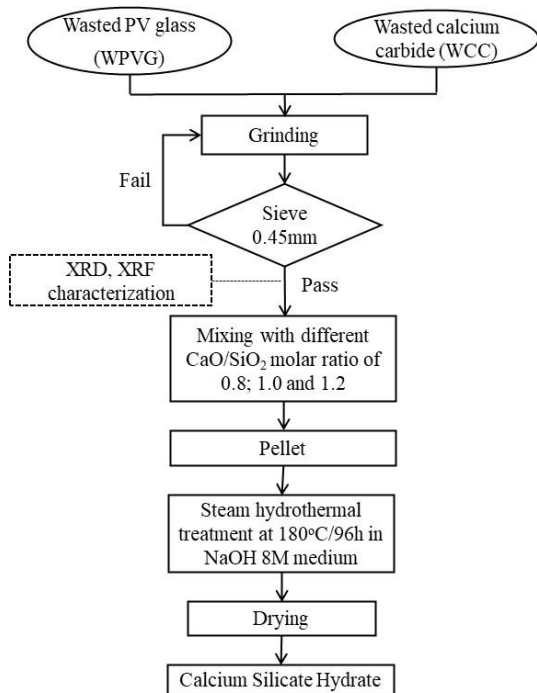 Wasted PV glass
(WPVG)
Wasted calcium
carbide (WCC)
Grinding
Fail
Sieve
0.45mm
XRD, XRF
characterization
Pass
Mixing with different
CaO/SiO₂ molar ratio of
0.8; 1.0 and 1.2
Pellet
Steam hydrothermal
treatment at 180°C/96h in
NaOH 8M medium
Drying
Calcium Silicate Hydrate